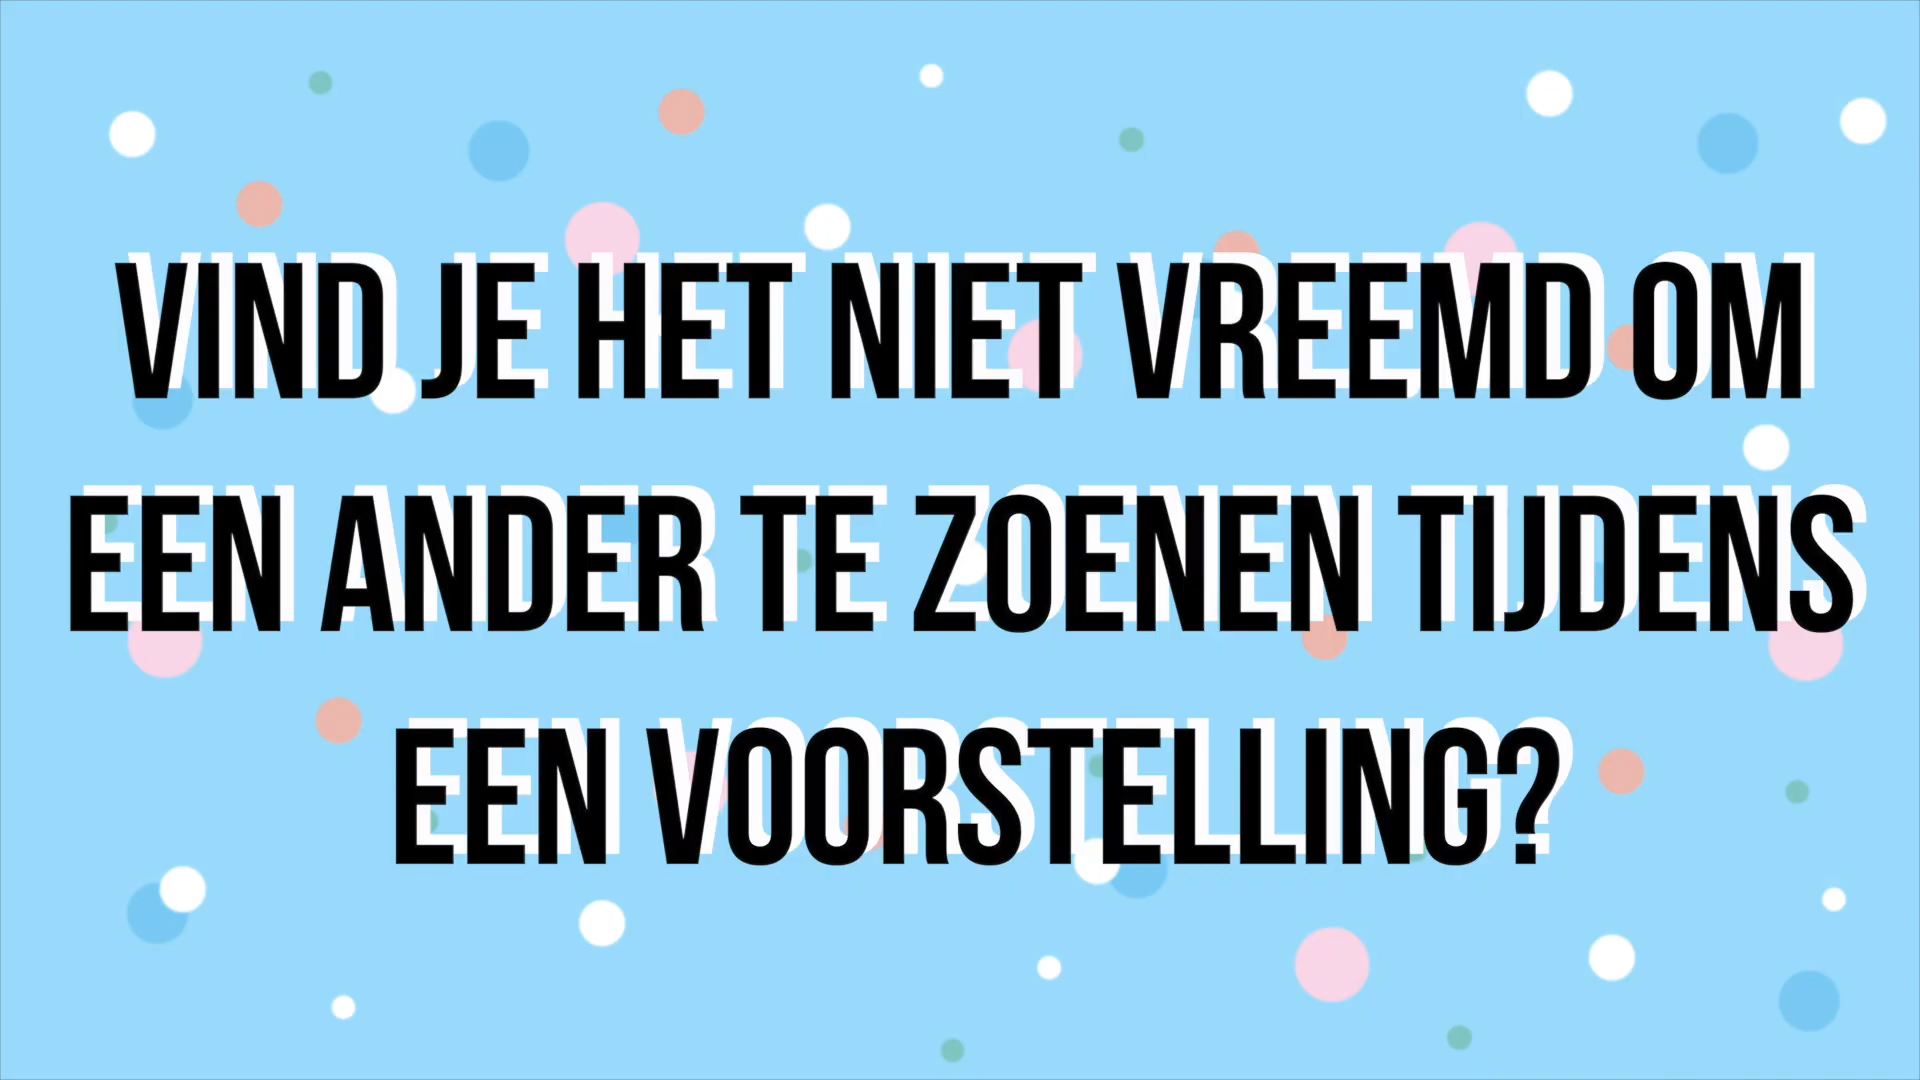 VIND JE HET NIET VREEMD OM
EEN ANDER TE ZOENEN TIJDENS
EEN VOORSTELLING?